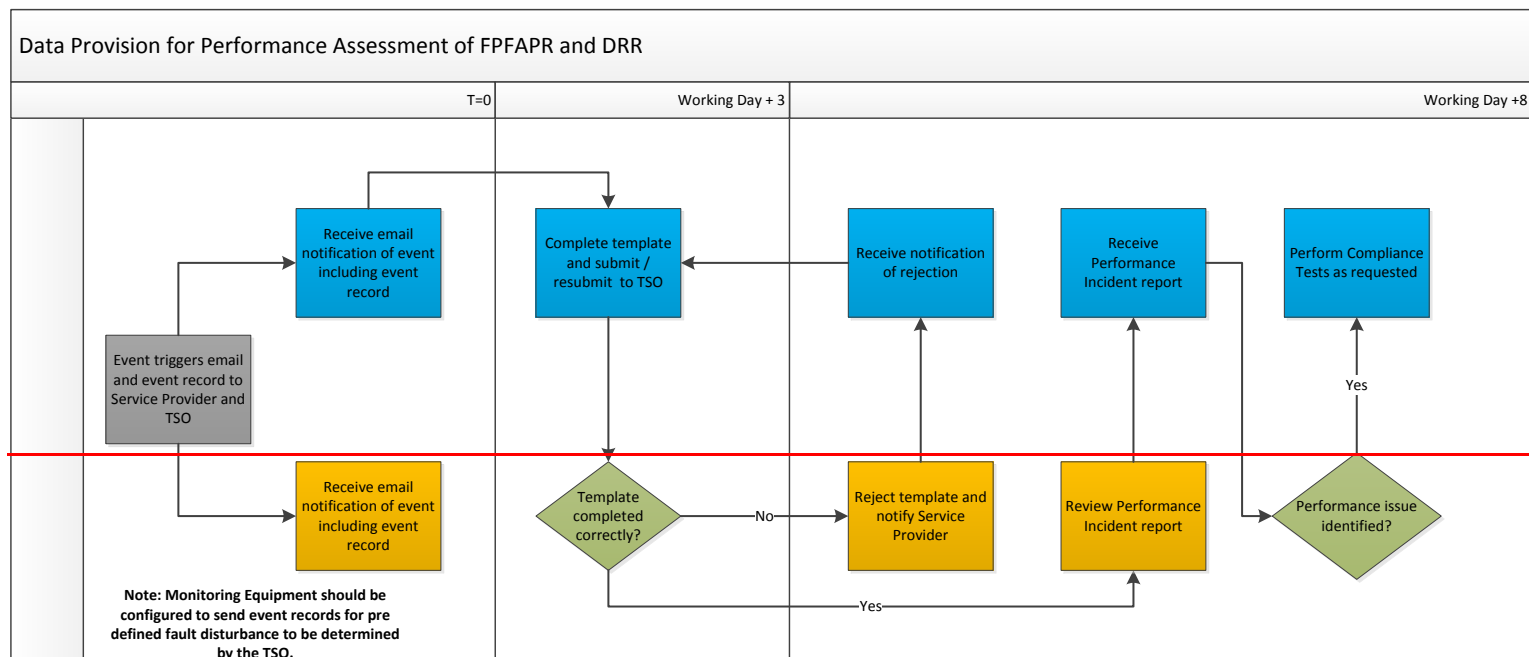 Data Provision for Performance Assessment of FPFAPR and DRR
T=0
Working Day + 3
Working Day +8
Receive email
notification of event
including event
record
Complete template
and submit /
resubmit to TSO
Receive notification
of rejection
Receive
Performance
Incident report
Perform Compliance
Tests as requested
Event triggers email
and event record to
Service Provider and
TSO
Yes
Receive email
notification of event
including event
record
Template
completed
correctly?
No
Reject template and
notify Service
Provider
Review Performance
Incident report
Performance issue
identified?
Yes
Note: Monitoring Equipment should be
configured to send event records for pre
defined fault disturbance to be determined
by the TSO.